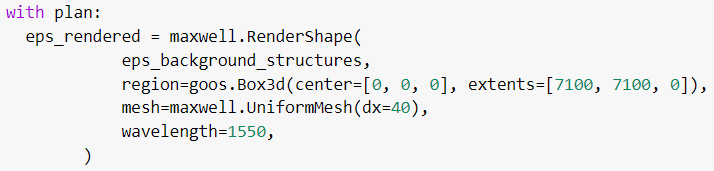 with plan:
  eps_rendered = maxwell.RenderShape(
            eps_background_structures,
            region=goos.Box3d(center=[0, 0, 0], extents=[7100, 7100, 0]),
            mesh=maxwell.UniformMesh(dx=40),
            wavelength=1550,
        )